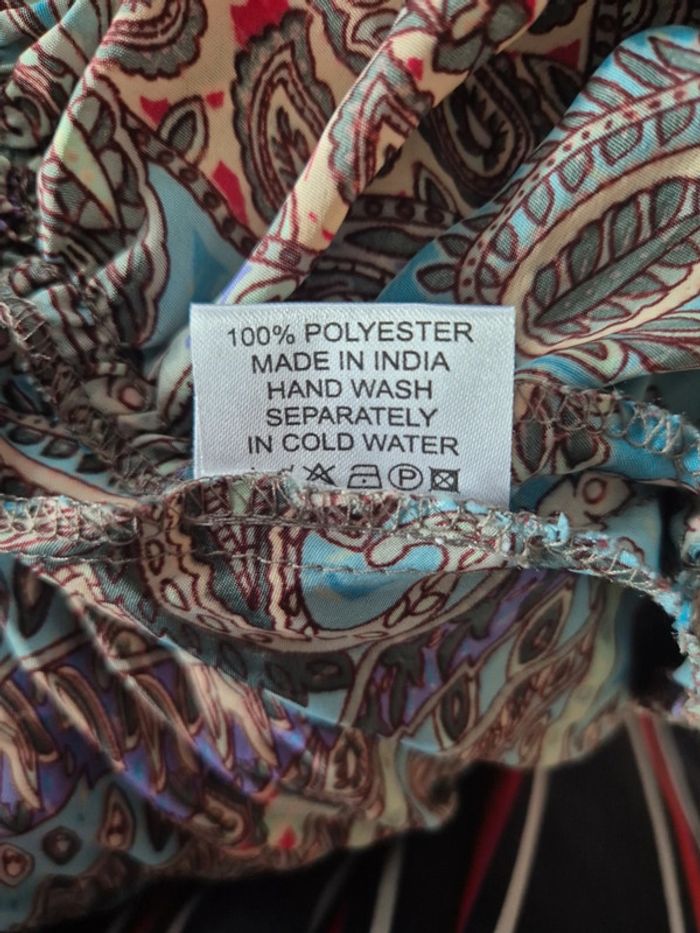 100% POLYESTER
MADE IN INDIA
HAND WASH
SEPARATELY
IN COLD WATER
P